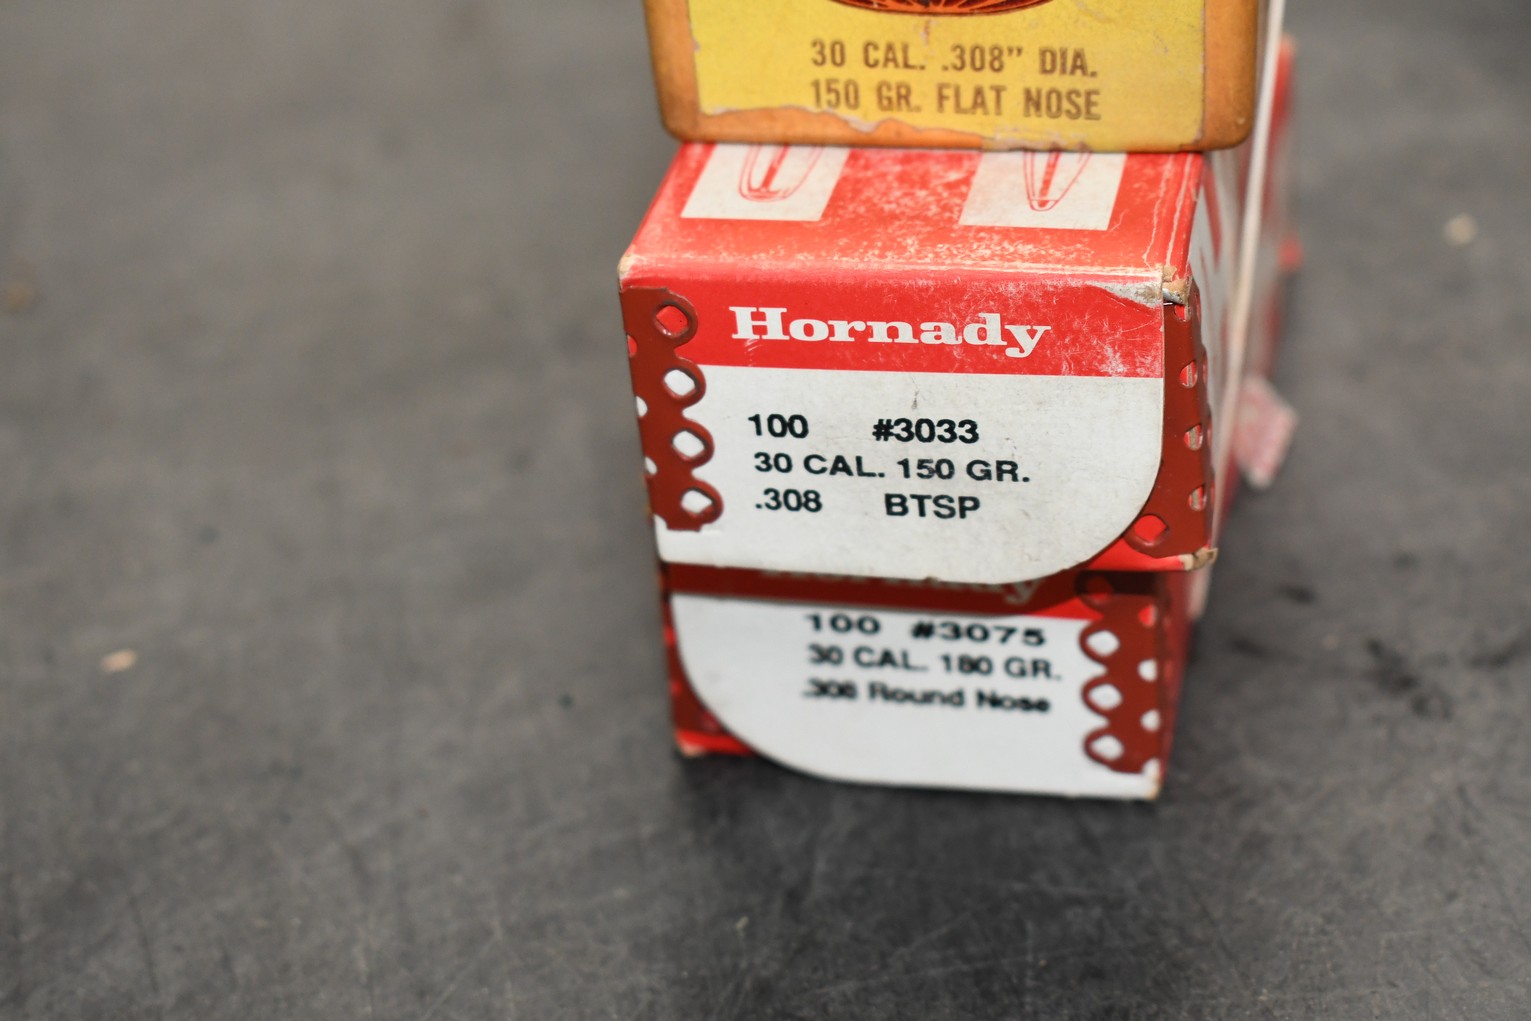 30 CAL. .308” DIA.
150 GR. FLAT NOSE
Hornady
100 #3033
30 CAL. 150 GR.
.308 BTSP
100 #3075
30 CAL. 180 GR.
.308 Round Nose